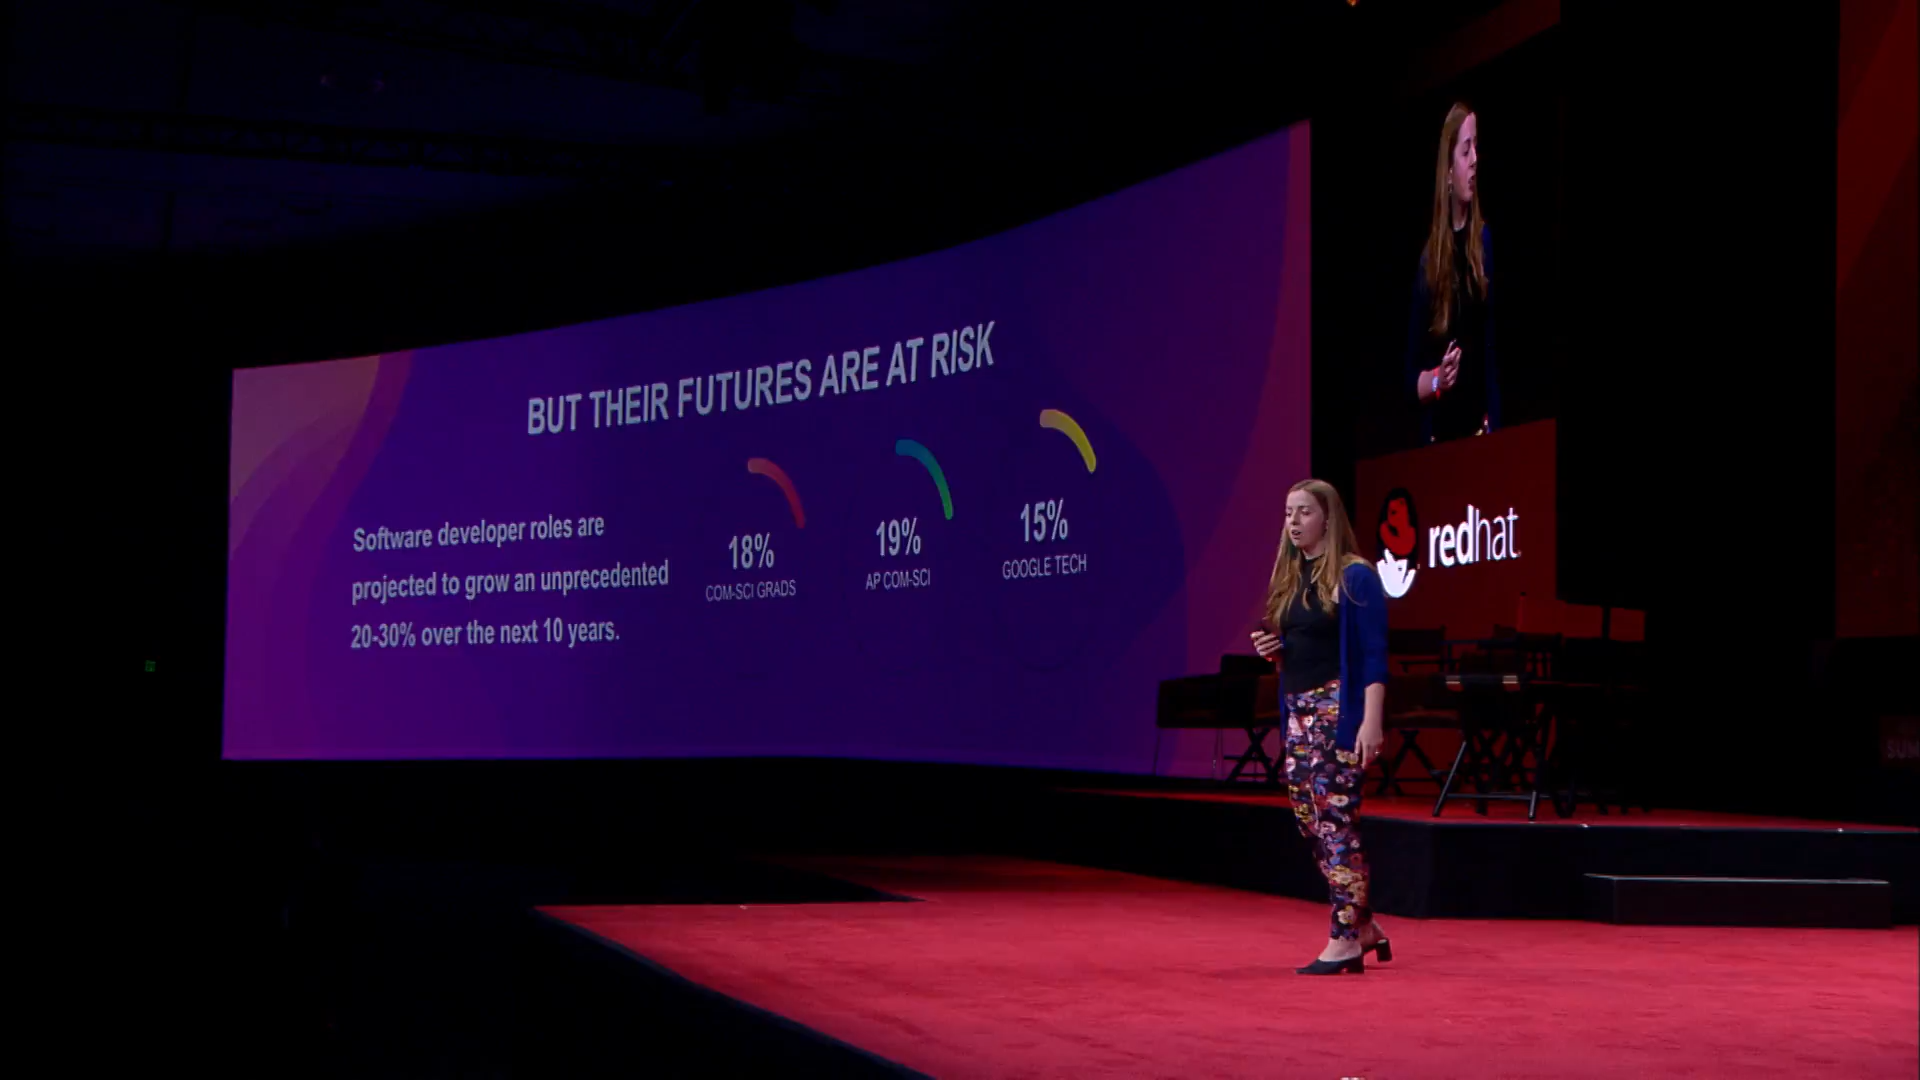 BUT THEIR FUTURES ARE AT RISK
Software developer roles are
projected to grow an unprecedented
20-30% over the next 10 years.
18%
COM-SCI GRADS
19%
AP COM-SCI
15%
GOOGLE TECH
redhat.